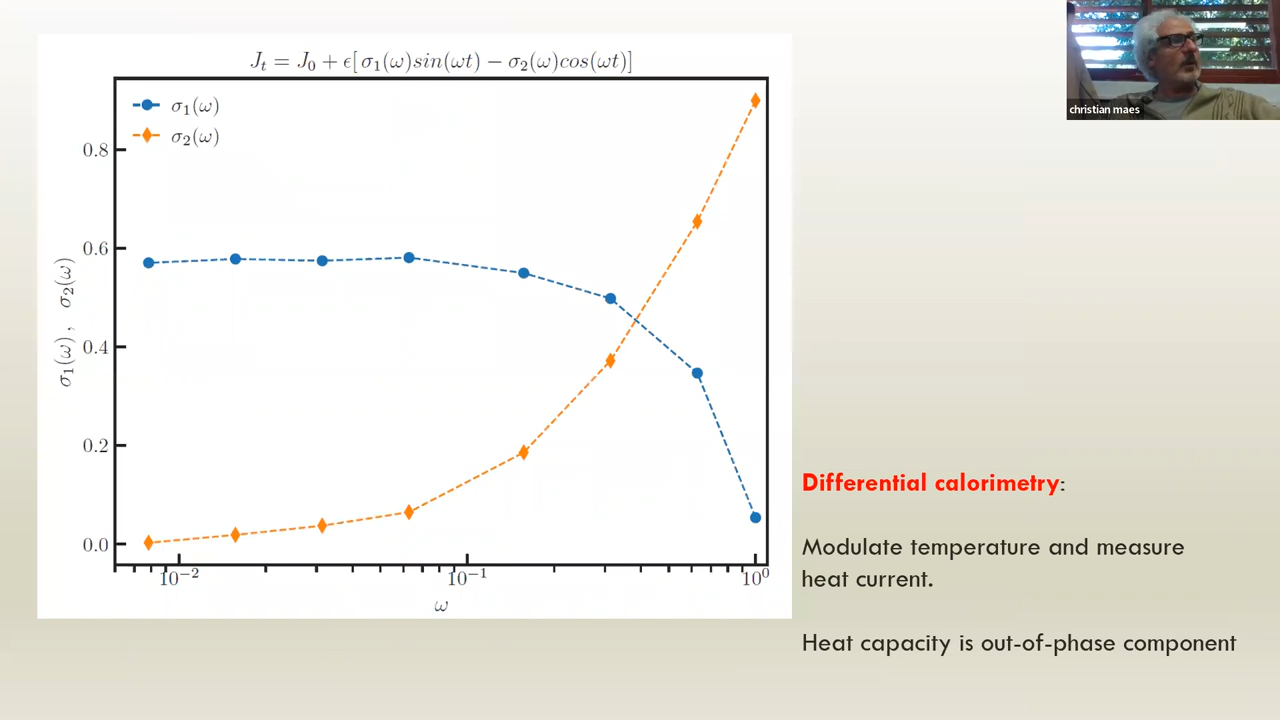 J_t = J_0 + ϵ[σ_1(ω)sin(ωt) − σ_2(ω)cos(ωt)]
σ_1(ω)
σ_2(ω)
0.8
0.6
0.4
0.2
0.0
σ_1(ω), σ_2(ω)
10^{-2}
10^{-1}
10^0
ω
christian maes
Differential calorimetry:
Modulate temperature and measure
heat current.
Heat capacity is out-of-phase component